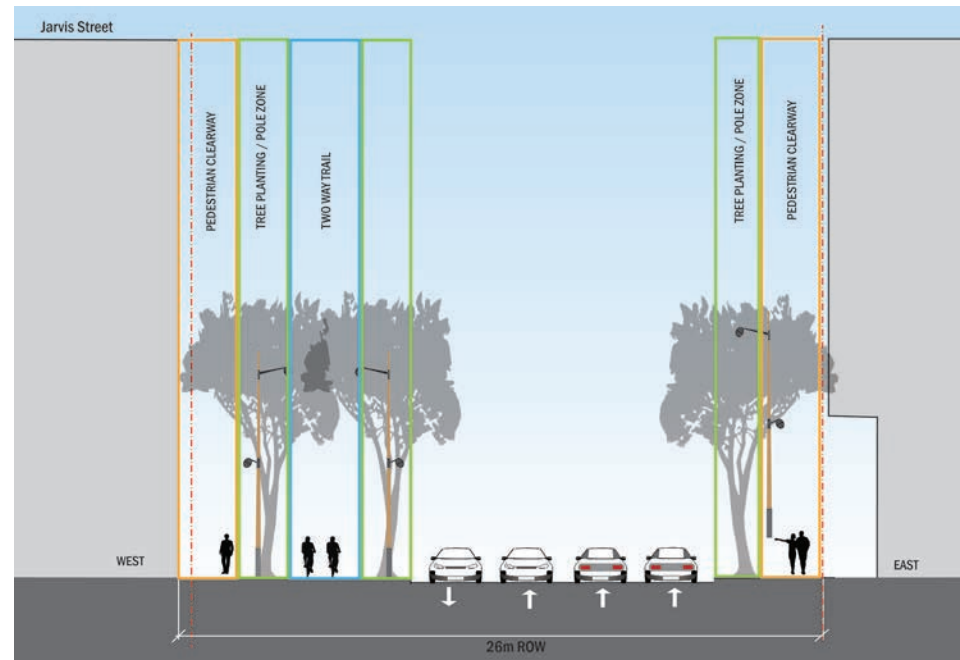 Jarvis Street
PEDESTRIAN CLEARWAY
TREE PLANTING / POLE ZONE
TWO WAY TRAIL
TREE PLANTING / POLE ZONE
PEDESTRIAN CLEARWAY
WEST
EAST
26m ROW